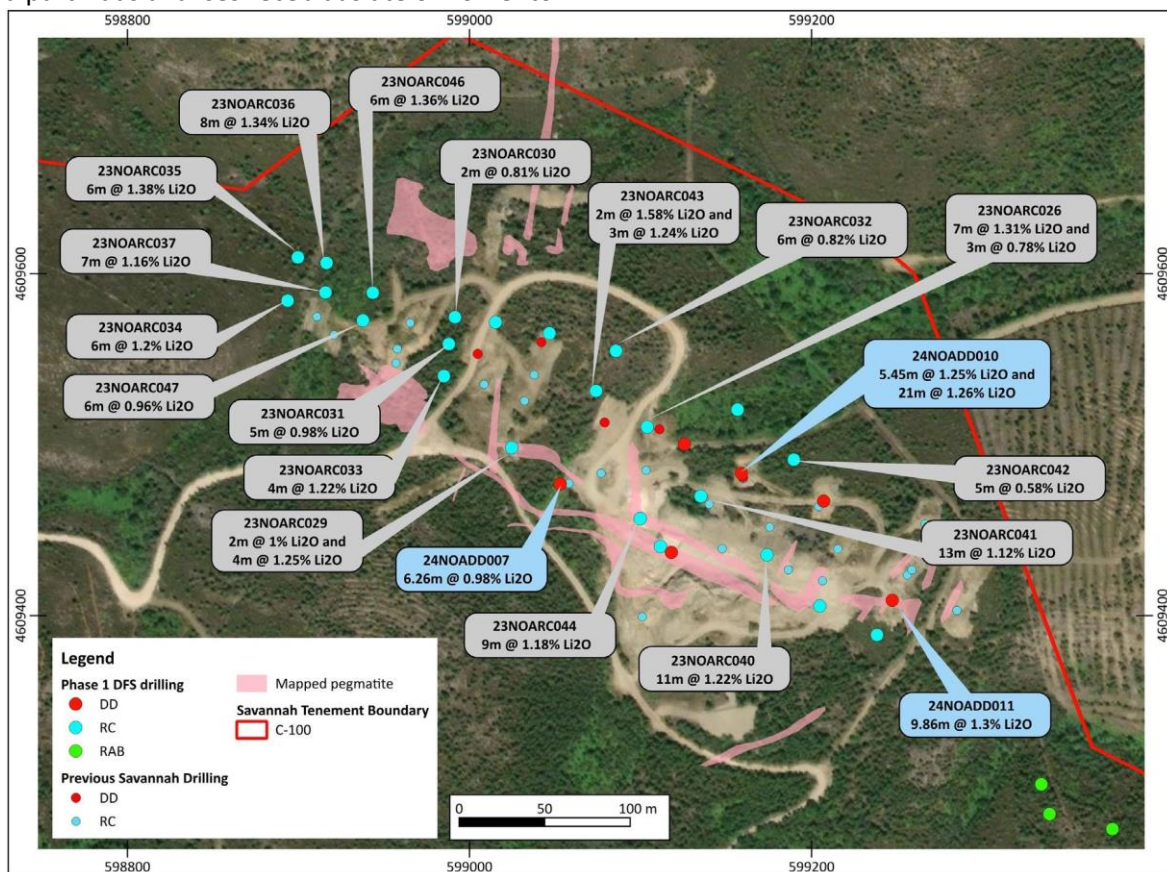 598800
599000
599200
23NOARC046
6m @ 1.36% Li2O
23NOARC036
8m @ 1.34% Li2O
23NOARC030
2m @ 0.81% Li2O
23NOARC035
6m @ 1.38% Li2O
23NOARC043
2m @ 1.58% Li2O and
3m @ 1.24% Li2O
23NOARC032
6m @ 0.82% Li2O
23NOARC026
7m @ 1.31% Li2O and
3m @ 0.78% Li2O
23NOARC037
7m @ 1.16% Li2O
4609600
4609600
23NOARC034
6m @ 1.2% Li2O
24NOADD010
5.45m @ 1.25% Li2O and
21m @ 1.26% Li2O
23NOARC047
6m @ 0.96% Li2O
23NOARC031
5m @ 0.98% Li2O
23NOARC033
4m @ 1.22% Li2O
23NOARC042
5m @ 0.58% Li2O
23NOARC029
2m @ 1% Li2O and
4m @ 1.25% Li2O
24NOADD007
6.26m @ 0.98% Li2O
23NOARC041
13m @ 1.12% Li2O
4609400
4609400
23NOARC044
9m @ 1.18% Li2O
23NOARC040
11m @ 1.22% Li2O
24NOADD011
9.86m @ 1.3% Li2O
Legend
Phase 1 DFS drilling
DD
RC
RAB
Previous Savannah Drilling
DD
RC
Mapped pegmatite
Savannah Tenement Boundary
C-100
0 50 100 m
598800
599000
599200